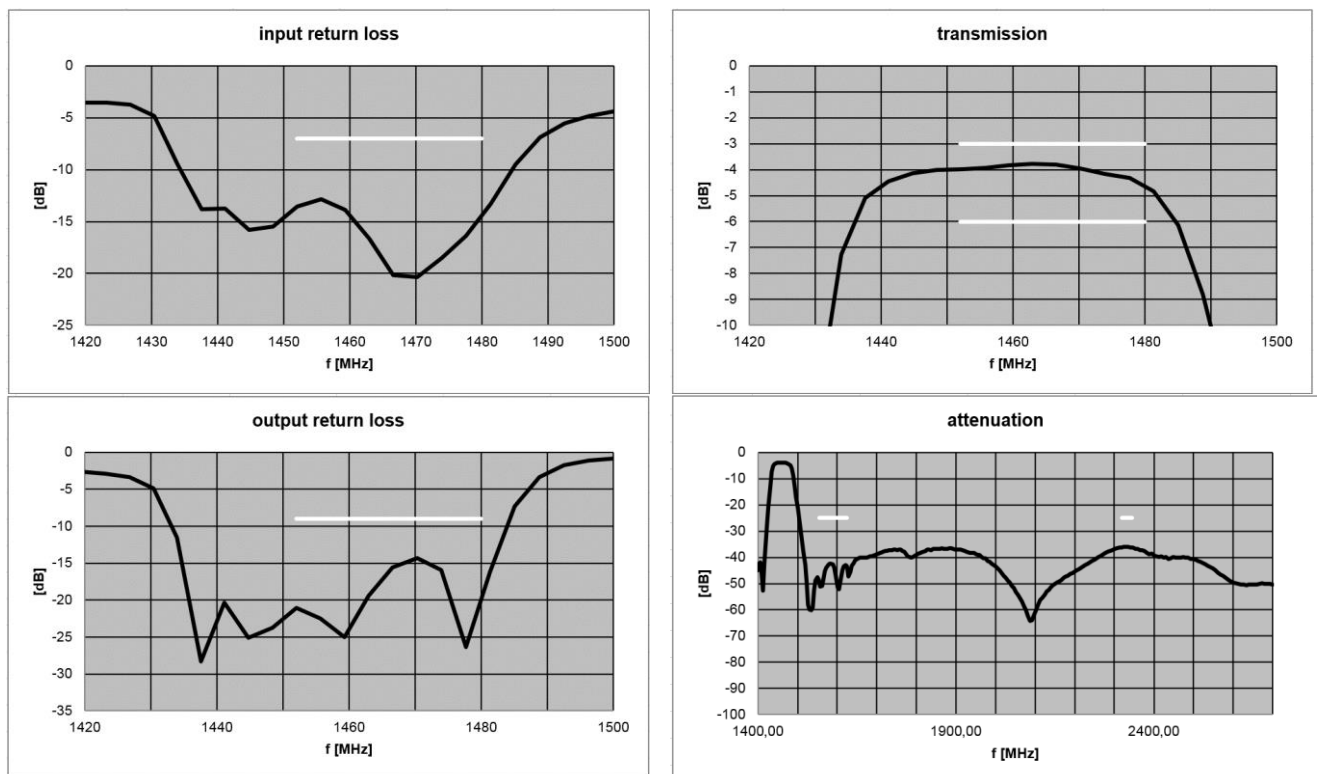 input return loss
0
-5
-10
-15
-20
-25
[dB]
1420 1430 1440 1450 1460 1470 1480 1490 1500
f [MHz]
transmission
0
-1
-2
-3
-4
-5
-6
-7
-8
-9
-10
[dB]
1420 1440 1460 1480 1500
f [MHz]
output return loss
0
-5
-10
-15
-20
-25
-30
-35
[dB]
1420 1440 1460 1480 1500
f [MHz]
attenuation
0
-10
-20
-30
-40
-50
-60
-70
-80
-90
-100
[dB]
1400,00 1900,00 2400,00
f [MHz]